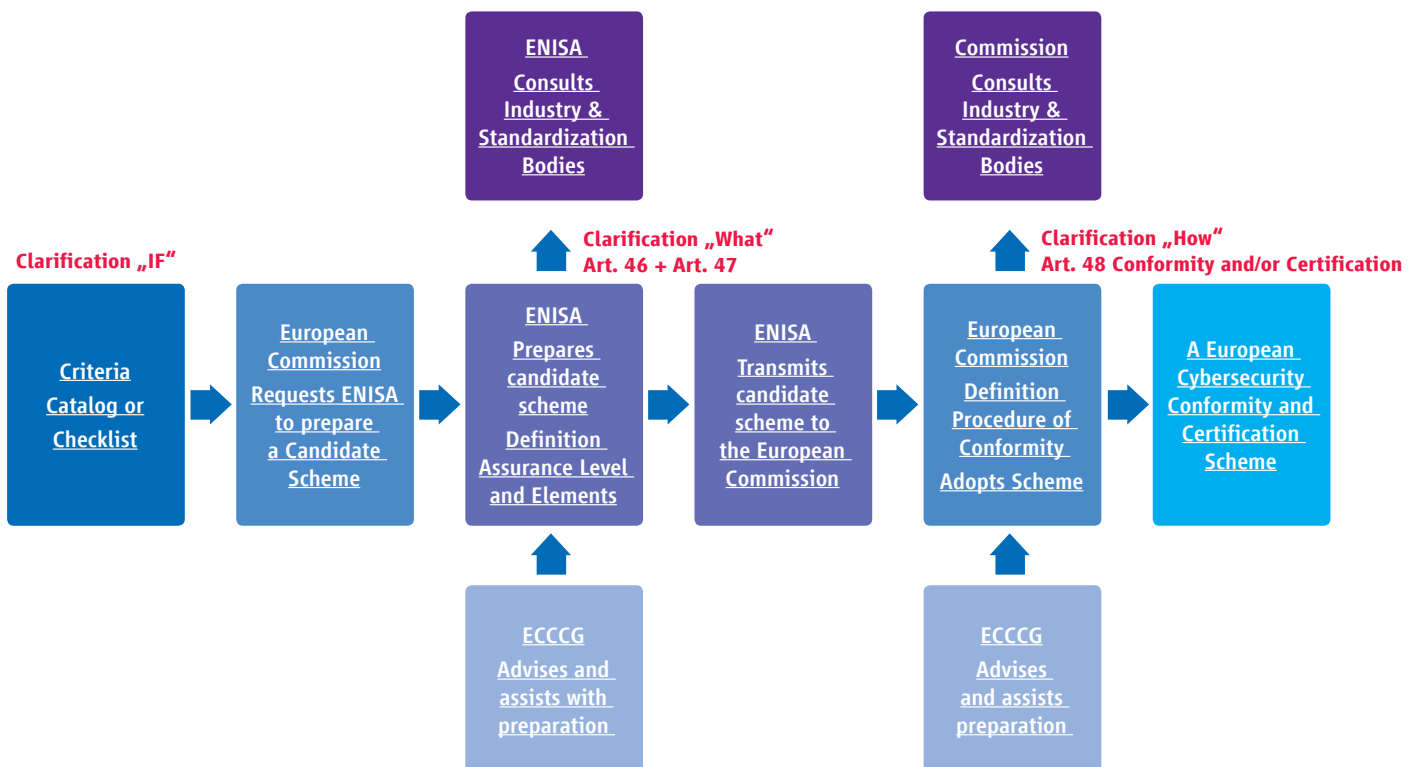 ENISA
Consults
Industry &
Standardization
Bodies
Commission
Consults
Industry &
Standardization
Bodies
Clarification „IF“
Clarification „What“
Art. 46 + Art. 47
Clarification „How“
Art. 48 Conformity and/or Certification
Criteria
Catalog or
Checklist
European
Commission
Requests ENISA
to prepare
a Candidate
Scheme
ENISA
Prepares
candidate
scheme
Definition
Assurance Level
and Elements
ENISA
Transmits
candidate
scheme to
the European
Commission
European
Commission
Definition
Procedure of
Conformity
Adopts Scheme
A European
Cybersecurity
Conformity and
Certification
Scheme
ECCCG
Advises and
assists with
preparation
ECCCG
Advises
and assists
preparation